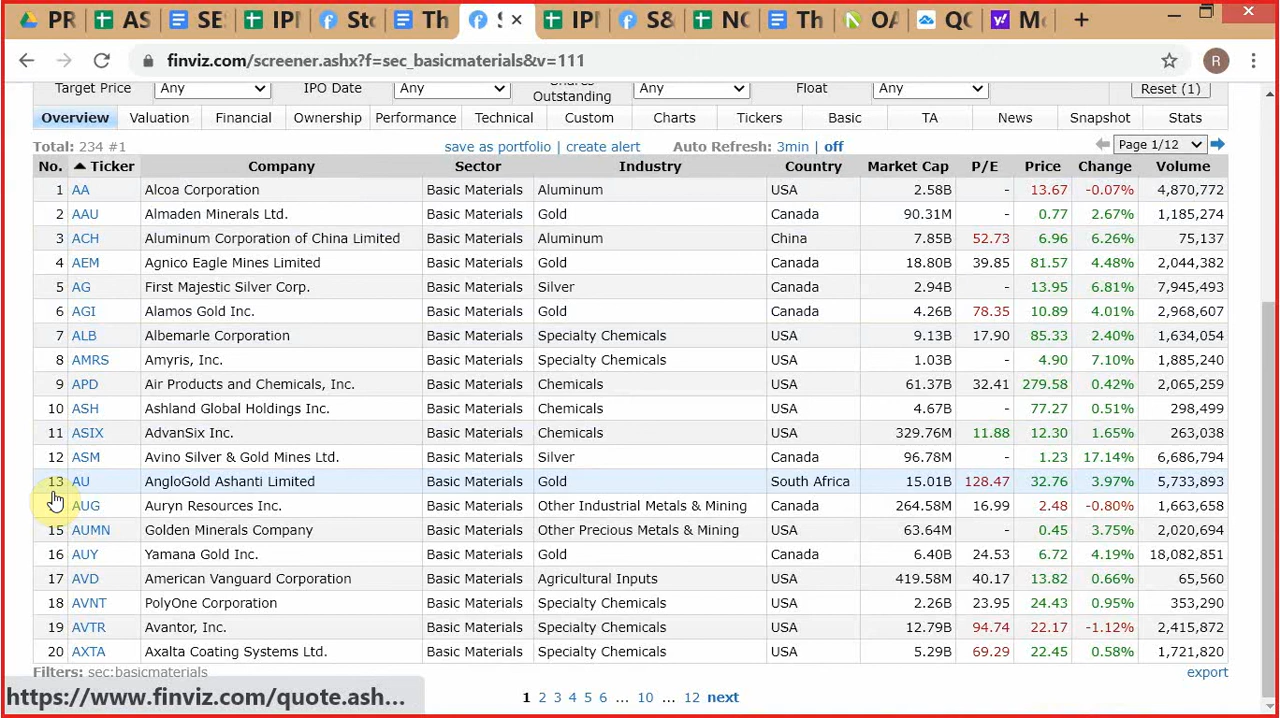 PR AS SE IPI Sto Th S IPI S& NO Th OA QC Mo
finviz.com/screener.ashx?f=sec_basicmaterials&v=111 R
Target Price Any IPO Date Any Shares Outstanding Any Float Any Reset (1)
Overview Valuation Financial Ownership Performance Technical Custom Charts Tickers Basic TA News Snapshot Stats
Total: 234 #1 save as portfolio | create alert Auto Refresh: 3min | off Page 1/12
No. Ticker Company Sector Industry Country Market Cap P/E Price Change Volume
1 AA Alcoa Corporation Basic Materials Aluminum USA 2.58B - 13.67 -0.07% 4,870,772
2 AAU Almaden Minerals Ltd. Basic Materials Gold Canada 90.31M - 0.77 2.67% 1,185,274
3 ACH Aluminum Corporation of China Limited Basic Materials Aluminum China 7.85B 52.73 6.96 6.26% 75,137
4 AEM Agnico Eagle Mines Limited Basic Materials Gold Canada 18.80B 39.85 81.57 4.48% 2,044,382
5 AG First Majestic Silver Corp. Basic Materials Silver Canada 2.94B - 13.95 6.81% 7,945,493
6 AGI Alamos Gold Inc. Basic Materials Gold Canada 4.26B 78.35 10.89 4.01% 2,968,607
7 ALB Albemarle Corporation Basic Materials Specialty Chemicals USA 9.13B 17.90 85.33 2.40% 1,634,054
8 AMRS Amyris, Inc. Basic Materials Specialty Chemicals USA 1.03B - 4.90 7.10% 1,885,240
9 APD Air Products and Chemicals, Inc. Basic Materials Chemicals USA 61.37B 32.41 279.58 0.42% 2,065,259
10 ASH Ashland Global Holdings Inc. Basic Materials Chemicals USA 4.67B - 77.27 0.51% 298,499
11 ASIX AdvanSix Inc. Basic Materials Chemicals USA 329.76M 11.88 12.30 1.65% 263,038
12 ASM Avino Silver & Gold Mines Ltd. Basic Materials Silver Canada 96.78M - 1.23 17.14% 6,686,794
13 AU AngloGold Ashanti Limited Basic Materials Gold South Africa 15.01B 128.47 32.76 3.97% 5,733,893
AUG Auryn Resources Inc. Basic Materials Other Industrial Metals & Mining Canada 264.58M 16.99 2.48 -0.80% 1,663,658
15 AUMN Golden Minerals Company Basic Materials Other Precious Metals & Mining USA 63.64M - 0.45 3.75% 2,020,694
16 AUY Yamana Gold Inc. Basic Materials Gold Canada 6.40B 24.53 6.72 4.19% 18,082,851
17 AVD American Vanguard Corporation Basic Materials Agricultural Inputs USA 419.58M 40.17 13.82 0.66% 65,560
18 AVNT PolyOne Corporation Basic Materials Specialty Chemicals USA 2.26B 23.95 24.43 0.95% 353,290
19 AVTR Avantor, Inc. Basic Materials Specialty Chemicals USA 12.79B 94.74 22.17 -1.12% 2,415,872
20 AXTA Axalta Coating Systems Ltd. Basic Materials Specialty Chemicals USA 5.29B 69.29 22.45 0.58% 1,721,820
Filters: sec:basicmaterials export
https://www.finviz.com/quote.ash...
1 2 3 4 5 6 ... 10 ... 12 next